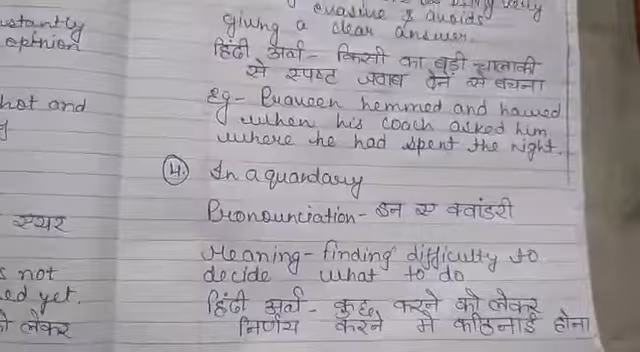 nstantly
opinion
hot and
स्थर
s not
ed yet.
ो लेकर
evasive & avoids
giving a clear answer.
हिंदी अर्थ - किसी का बड़ी चालाकी
से स्पष्ट जवाब देने से बचना
Eg - Praveen hemmed and hawed
when his coach asked him
where he had spent the night.
4. In a quandary
Pronounciation - इन ए क्वांडरी
Meaning - finding difficulty to
decide what to do
हिंदी अर्थ - कुछ करने को लेकर
निर्णय करने मे कठिनाई होना